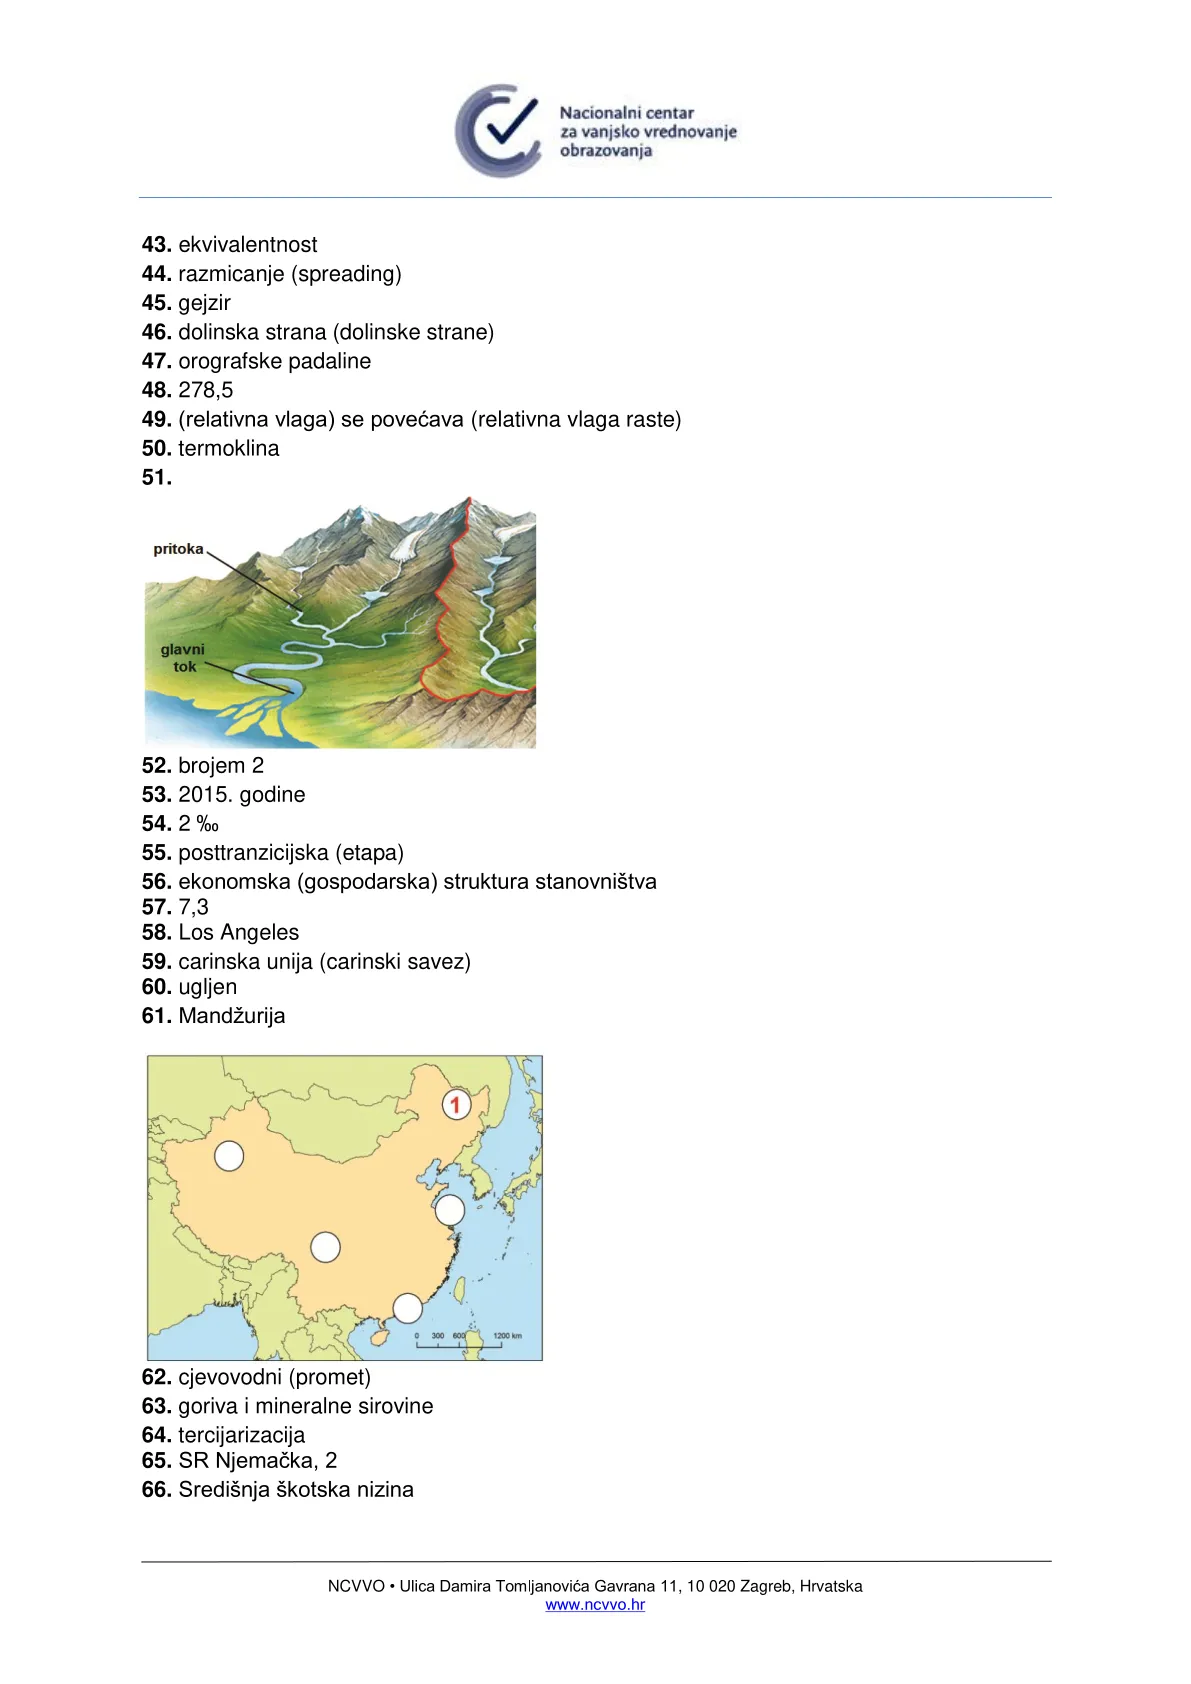 Nacionalni centar
za vanjsko vrednovanje
obrazovanja
43. ekvivalentnost
44. razmicanje (spreading)
45. gejzir
46. dolinska strana (dolinske strane)
47. orografske padaline
48. 278,5
49. (relativna vlaga) se povećava (relativna vlaga raste)
50. termoklina
51.
pritoka
glavni
tok
52. brojem 2
53. 2015. godine
54. 2 ‰
55. posttranzicijska (etapa)
56. ekonomska (gospodarska) struktura stanovništva
57. 7,3
58. Los Angeles
59. carinska unija (carinski savez)
60. ugljen
61. Mandžurija
1
0 300 600 1200 km
62. cjevovodni (promet)
63. goriva i mineralne sirovine
64. tercijarizacija
65. SR Njemačka, 2
66. Središnja škotska nizina
NCVVO • Ulica Damira Tomljanovića Gavrana 11, 10 020 Zagreb, Hrvatska
www.ncvvo.hr